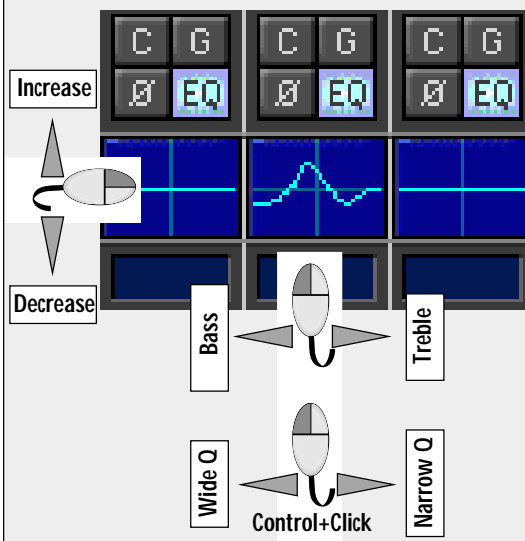 C G C G C G
Ø EQ Ø EQ Ø EQ
Increase
Decrease
Bass
Treble
Wide Q
Narrow Q
Control+Click